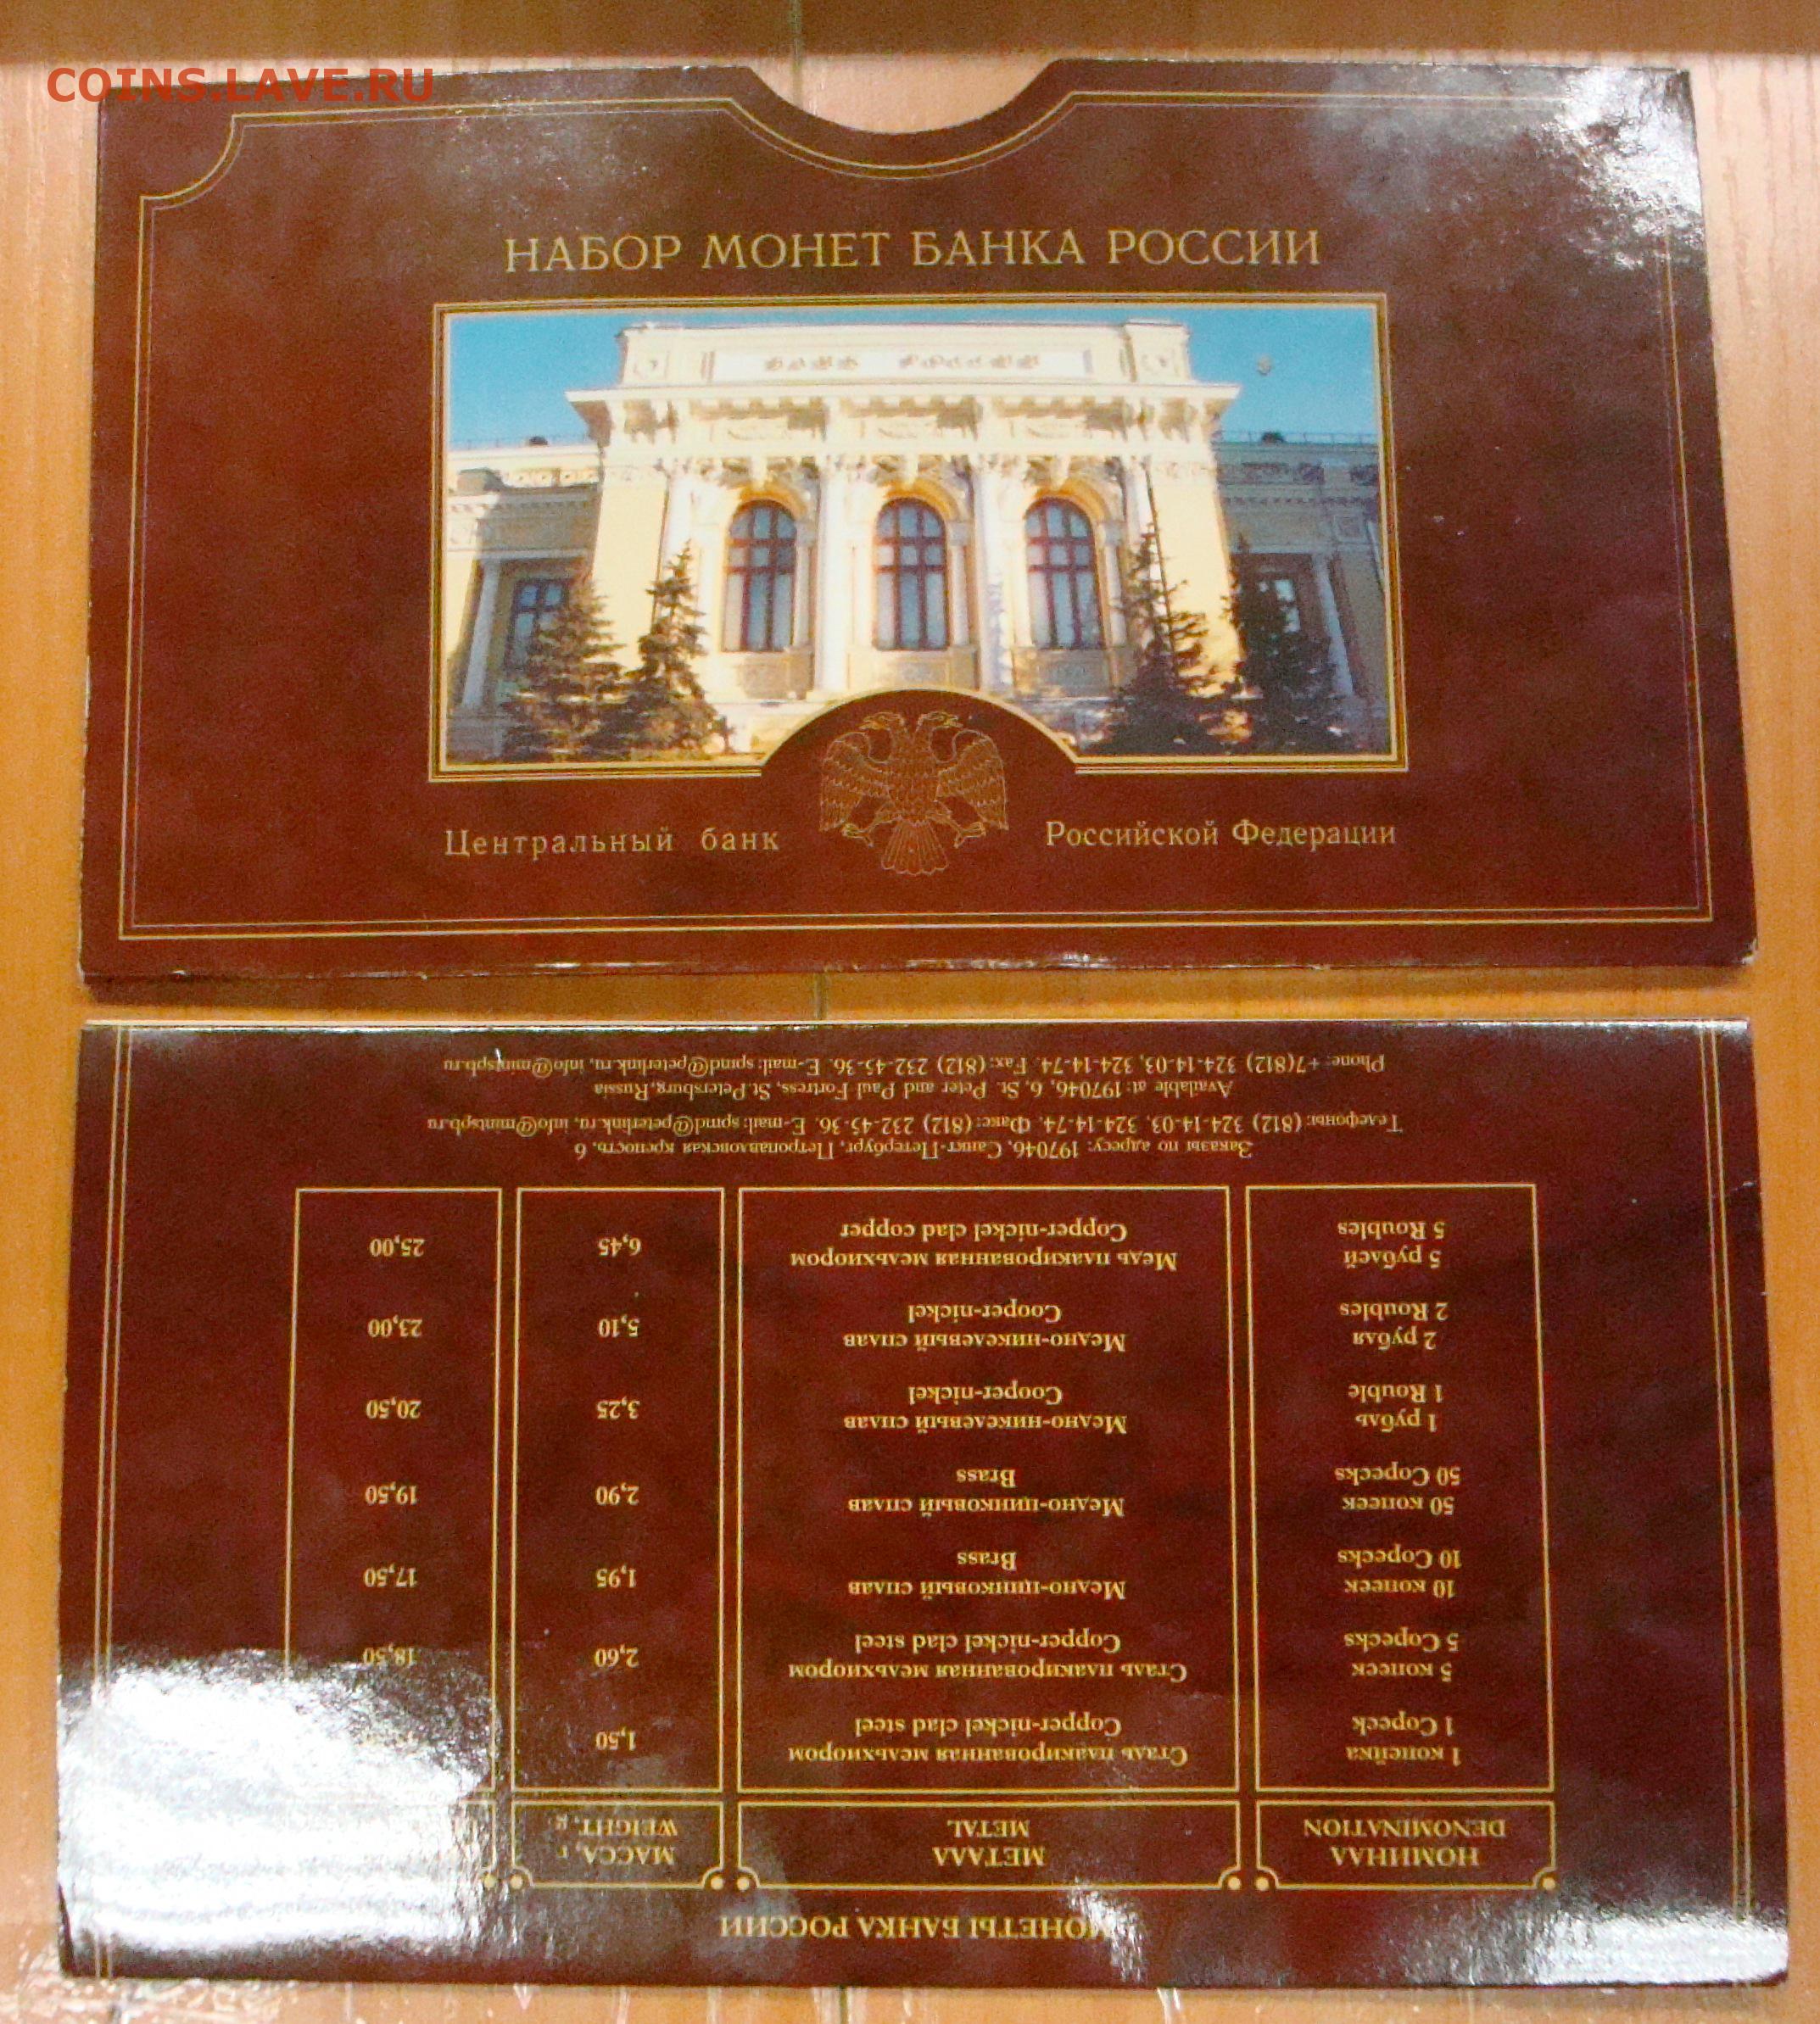 COINS.LAVE.RU
НАБОР МОНЕТ БАНКА РОССИИ
БАНК РОССИИ
Центральный банк Российской Федерации
МОНЕТЫ БАНКА РОССИИ
НОМИНАЛ МЕТАЛЛ МАССА, г
DENOMINATION METAL WEIGHT, g
1 копейка Сталь плакированная мельхиором 1,50
1 Copeck Copper-nickel clad steel
5 копеек Сталь плакированная мельхиором 2,60 18,50
5 Copecks Copper-nickel clad steel
10 копеек Медно-цинковый сплав 1,95 17,50
10 Copecks Brass
50 копеек Медно-цинковый сплав 2,90 19,50
50 Copecks Brass
1 рубль Медно-никелевый сплав 3,25 20,50
1 Rouble Cooper-nickel
2 рубля Медно-никелевый сплав 5,10 23,00
2 Roubles Cooper-nickel
5 рублей Медь плакированная мельхиором 6,45 25,00
5 Roubles Copper-nickel clad copper
Заказы по адресу: 197046, Санкт-Петербург, Петропавловская крепость, 6
Телефоны: (812) 324-14-03, 324-14-74, Факс: (812) 232-45-36. E-mail: spmd@peterlink.ru, info@mintspb.ru
Available at: 197046, 6, St. Peter and Paul Fortress, St.Petersburg, Russia
Phone: +7(812) 324-14-03, 324-14-74, Fax: (812) 232-45-36. E-mail: spmd@peterlink.ru, info@mintspb.ru